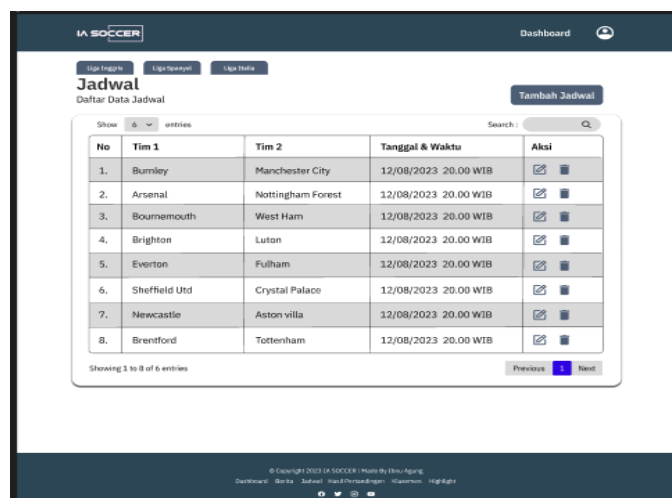 IA SOCCER Dashboard
Liga Inggris Liga Spanyol Liga Italia
Jadwal
Daftar Data Jadwal
Tambah Jadwal
Show 6 entries Search :
No Tim 1 Tim 2 Tanggal & Waktu Aksi
1. Burnley Manchester City 12/08/2023 20.00 WIB
2. Arsenal Nottingham Forest 12/08/2023 20.00 WIB
3. Bournemouth West Ham 12/08/2023 20.00 WIB
4. Brighton Luton 12/08/2023 20.00 WIB
5. Everton Fulham 12/08/2023 20.00 WIB
6. Sheffield Utd Crystal Palace 12/08/2023 20.00 WIB
7. Newcastle Aston villa 12/08/2023 20.00 WIB
8. Brentford Tottenham 12/08/2023 20.00 WIB
Showing 1 to 8 of 6 entries Previous 1 Next
© Copyright 2023 IA SOCCER | Made By Ibnu Agung.
Dashboard Berita Jadwal Hasil Pertandingan Klasemen Highlight